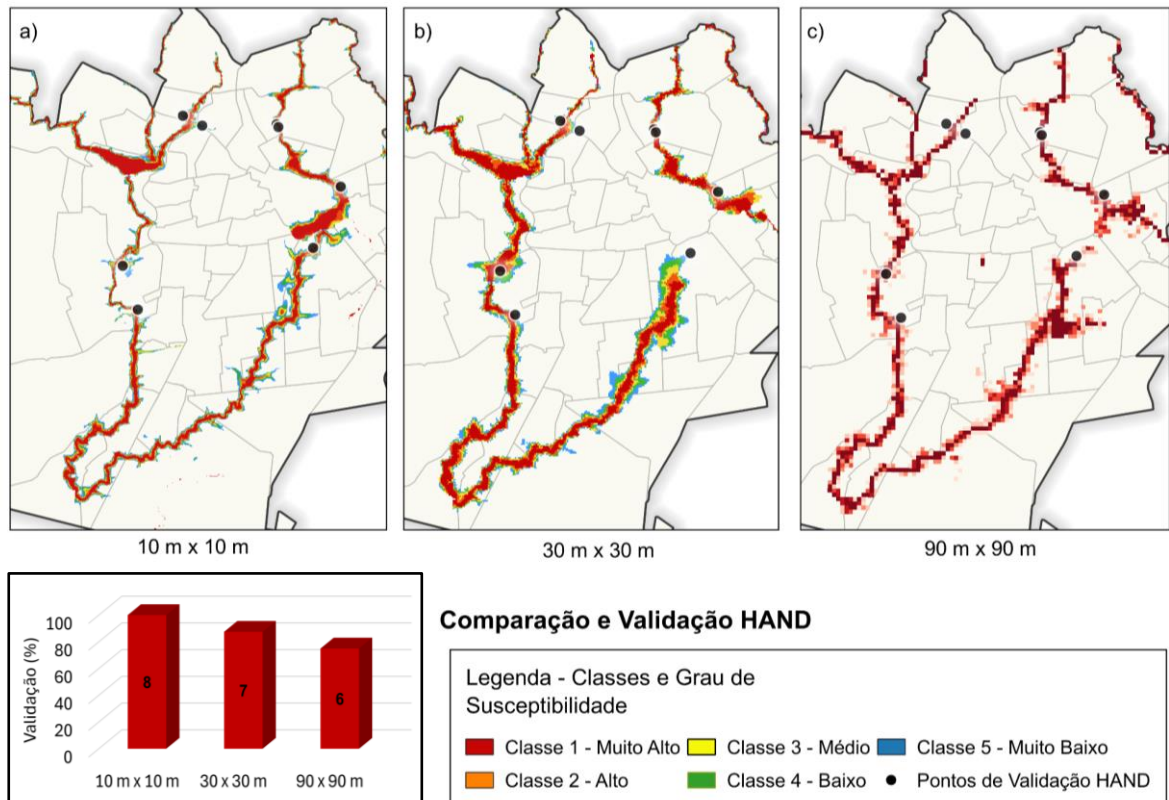 a)
b)
c)
10 m x 10 m
30 m x 30 m
90 m x 90 m
Validação (%)
100
80
60
40
20
0
8
7
6
10 m x 10 m
30 x 30 m
90 x 90 m
Comparação e Validação HAND
Legenda - Classes e Grau de
Susceptibilidade
Classe 1 - Muito Alto
Classe 3 - Médio
Classe 5 - Muito Baixo
Classe 2 - Alto
Classe 4 - Baixo
Pontos de Validação HAND